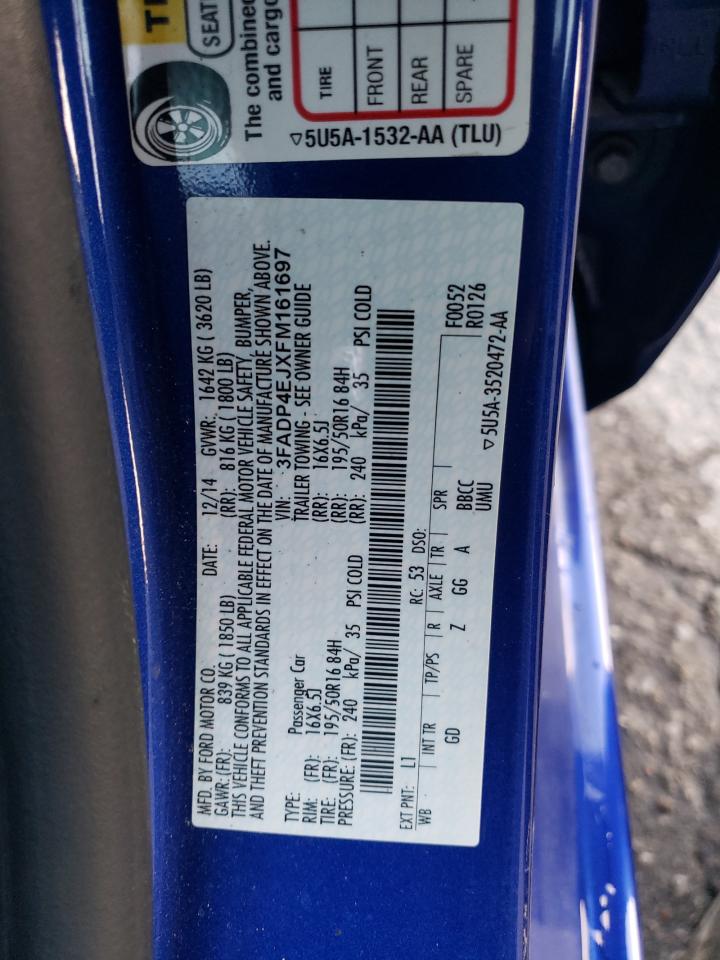 TI
SEATI
The combined
and cargo
TIRE
FRONT
REAR
SPARE
▽5U5A-1532-AA (TLU)
MFD. BY FORD MOTOR CO. DATE: 12/14 GVWR: 1642 KG ( 3620 LB)
GAWR: (FR): 839 KG ( 1850 LB) (RR): 816 KG ( 1800 LB)
THIS VEHICLE CONFORMS TO ALL APPLICABLE FEDERAL MOTOR VEHICLE SAFETY, BUMPER,
AND THEFT PREVENTION STANDARDS IN EFFECT ON THE DATE OF MANUFACTURE SHOWN ABOVE.
VIN: 3FADP4EJXFM161697
TYPE: Passenger Car TRAILER TOWING - SEE OWNER GUIDE
RIM: (FR): 16X6.5J (RR): 16X6.5J
TIRE: (FR): 195/50R16 84H (RR): 195/50R16 84H
PRESSURE: (FR): 240 kPa/ 35 PSI COLD (RR): 240 kPa/ 35 PSI COLD
EXT PNT: L1 RC: 53 DSO: F0052
WB INT TR TP/PS R AXLE TR SPR R0126
GD Z GG A BBCC
UMU ▽5U5A-3520472-AA